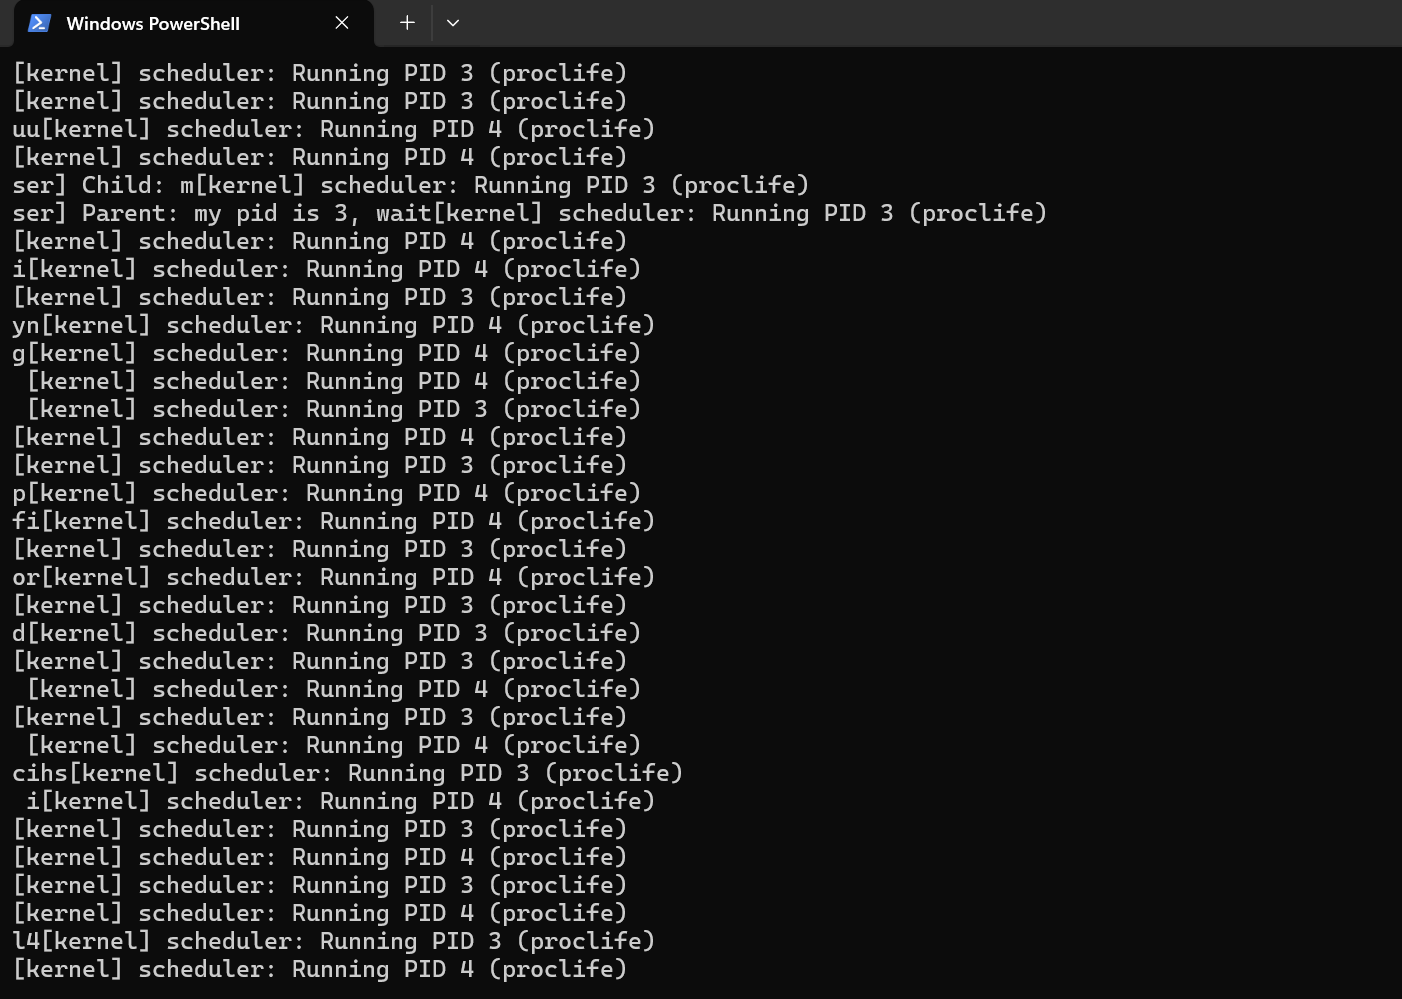 Windows PowerShell
[kernel] scheduler: Running PID 3 (proclife)
[kernel] scheduler: Running PID 3 (proclife)
uu[kernel] scheduler: Running PID 4 (proclife)
[kernel] scheduler: Running PID 4 (proclife)
ser] Child: m[kernel] scheduler: Running PID 3 (proclife)
ser] Parent: my pid is 3, wait[kernel] scheduler: Running PID 3 (proclife)
[kernel] scheduler: Running PID 4 (proclife)
i[kernel] scheduler: Running PID 4 (proclife)
[kernel] scheduler: Running PID 3 (proclife)
yn[kernel] scheduler: Running PID 4 (proclife)
g[kernel] scheduler: Running PID 4 (proclife)
 [kernel] scheduler: Running PID 4 (proclife)
 [kernel] scheduler: Running PID 3 (proclife)
[kernel] scheduler: Running PID 4 (proclife)
[kernel] scheduler: Running PID 3 (proclife)
p[kernel] scheduler: Running PID 4 (proclife)
fi[kernel] scheduler: Running PID 4 (proclife)
[kernel] scheduler: Running PID 3 (proclife)
or[kernel] scheduler: Running PID 4 (proclife)
[kernel] scheduler: Running PID 3 (proclife)
d[kernel] scheduler: Running PID 3 (proclife)
[kernel] scheduler: Running PID 3 (proclife)
 [kernel] scheduler: Running PID 4 (proclife)
[kernel] scheduler: Running PID 3 (proclife)
 [kernel] scheduler: Running PID 4 (proclife)
cihs[kernel] scheduler: Running PID 3 (proclife)
 i[kernel] scheduler: Running PID 4 (proclife)
[kernel] scheduler: Running PID 3 (proclife)
[kernel] scheduler: Running PID 4 (proclife)
[kernel] scheduler: Running PID 3 (proclife)
[kernel] scheduler: Running PID 4 (proclife)
l4[kernel] scheduler: Running PID 3 (proclife)
[kernel] scheduler: Running PID 4 (proclife)